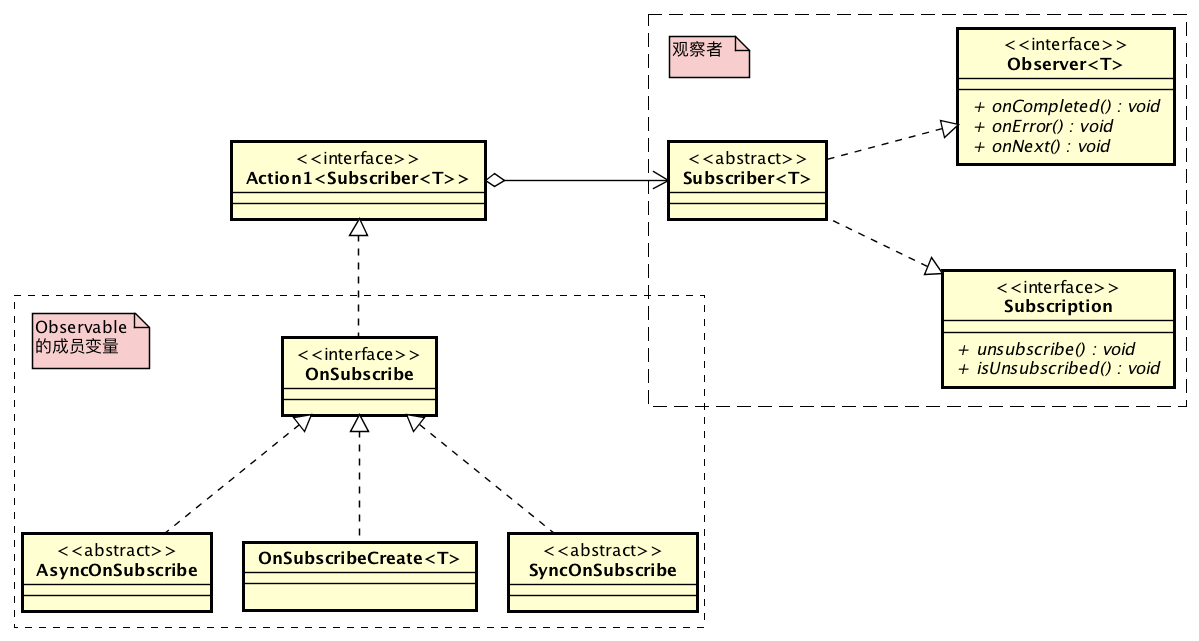 观察者
<<interface>>
Observer<T>
+ onCompleted() : void
+ onError() : void
+ onNext() : void
<<interface>>
Action1<Subscriber<T>>
<<abstract>>
Subscriber<T>
<<interface>>
Subscription
+ unsubscribe() : void
+ isUnsubscribed() : void
Observable
的成员变量
<<interface>>
OnSubscribe
<<abstract>>
AsyncOnSubscribe
OnSubscribeCreate<T>
<<abstract>>
SyncOnSubscribe